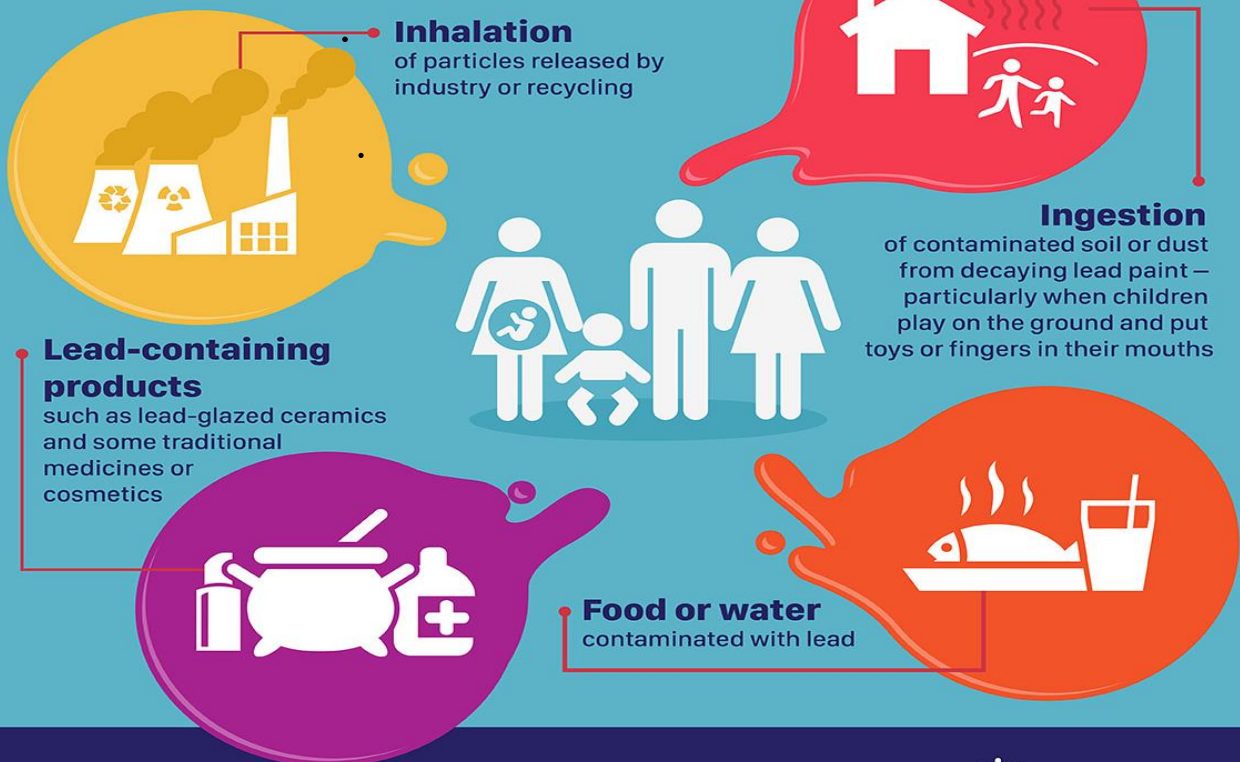 Inhalation
of particles released by
industry or recycling
Ingestion
of contaminated soil or dust
from decaying lead paint –
particularly when children
play on the ground and put
toys or fingers in their mouths
Lead-containing
products
such as lead-glazed ceramics
and some traditional
medicines or
cosmetics
Food or water
contaminated with lead